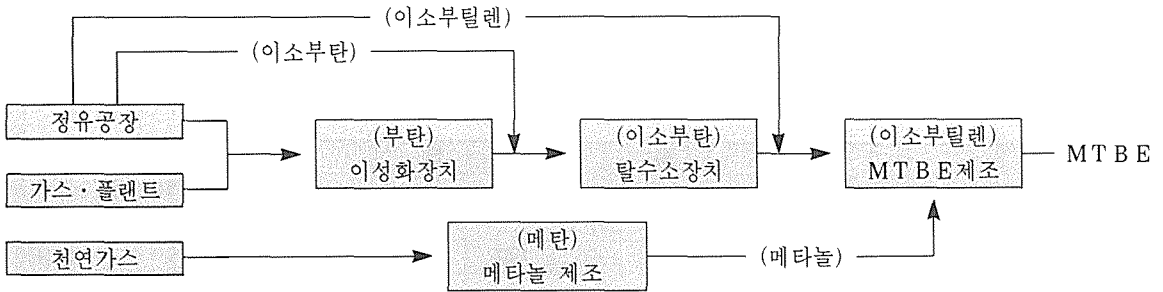 (이소부틸렌)
(이소부탄)
정유공장
(부탄)
이성화장치
(이소부탄)
탈수소장치
(이소부틸렌)
MTBE제조
MTBE
가스·플랜트
천연가스
(메탄)
메타놀 제조
(메타놀)